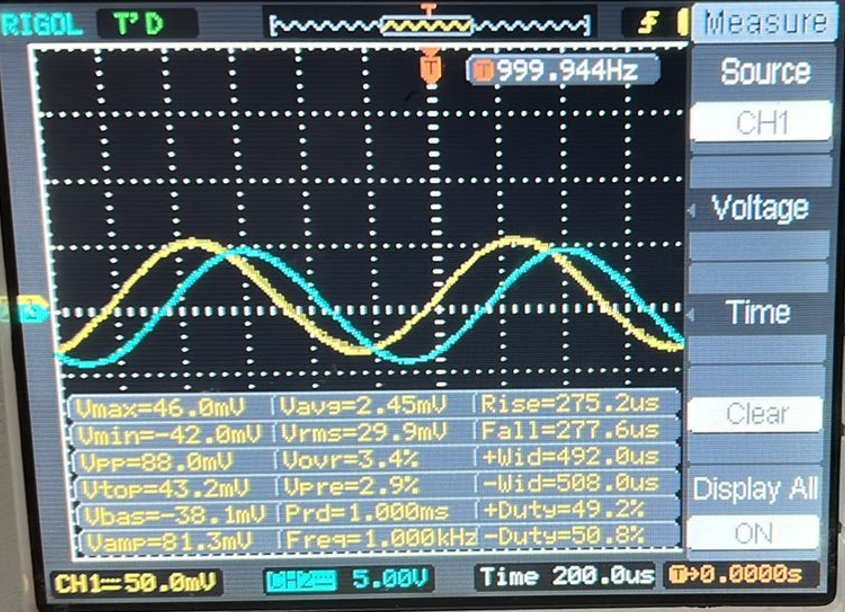 RIGOL T'D T Measure
T T 999.944Hz
Source
CH1
Voltage
Time
Clear
Display All
ON
Vmax=46.0mV Vavg=2.45mV Rise=275.2us
Vmin=-42.0mV Vrms=29.9mV Fall=277.6us
Vpp=88.0mV Vovr=3.4% +Wid=492.0us
Vtop=43.2mV Vpre=2.9% -Wid=508.0us
Vbas=-38.1mV Prd=1.000ms +Duty=49.2%
Vamp=81.3mV Freq=1.000kHz -Duty=50.8%
CH1 50.0mV CH2 5.00V Time 200.0us T→0.0000s